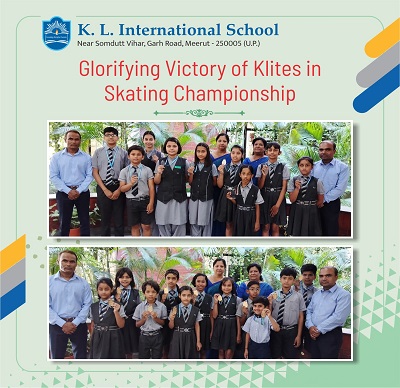 K. L. International School
Near Somdutt Vihar, Garh Road, Meerut - 250005 (U.P.)
Glorifying Victory of Klites in
Skating Championship